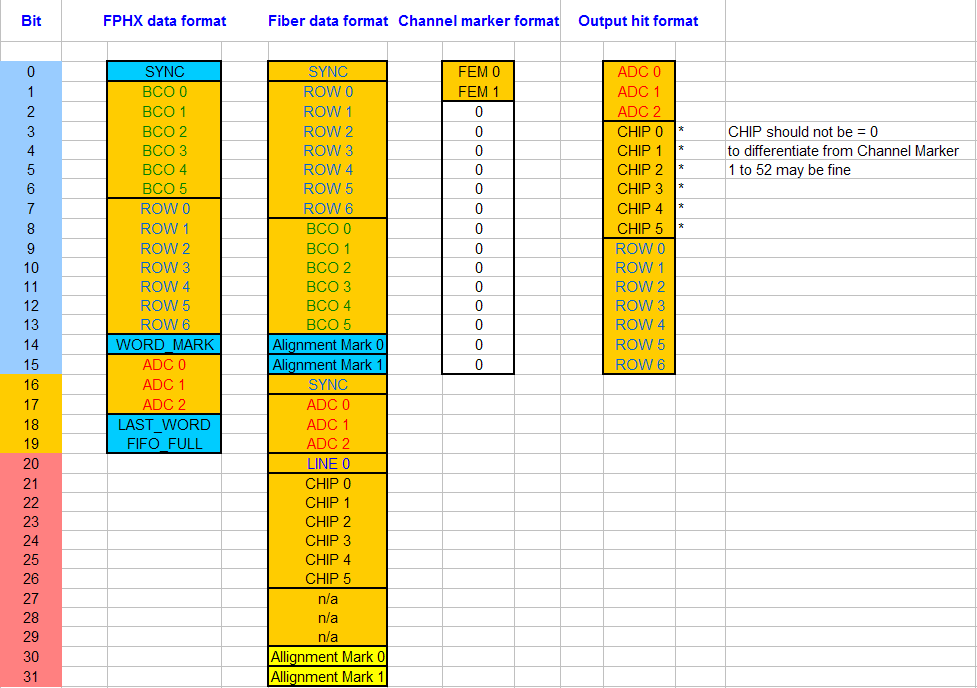 Bit FPHX data format Fiber data format Channel marker format Output hit format
0 SYNC SYNC FEM 0 ADC 0
1 BCO 0 ROW 0 FEM 1 ADC 1
2 BCO 1 ROW 1 0 ADC 2
3 BCO 2 ROW 2 0 CHIP 0 * CHIP should not be = 0
4 BCO 3 ROW 3 0 CHIP 1 * to differentiate from Channel Marker
5 BCO 4 ROW 4 0 CHIP 2 * 1 to 52 may be fine
6 BCO 5 ROW 5 0 CHIP 3 *
7 ROW 0 ROW 6 0 CHIP 4 *
8 ROW 1 BCO 0 0 CHIP 5 *
9 ROW 2 BCO 1 0 ROW 0
10 ROW 3 BCO 2 0 ROW 1
11 ROW 4 BCO 3 0 ROW 2
12 ROW 5 BCO 4 0 ROW 3
13 ROW 6 BCO 5 0 ROW 4
14 WORD_MARK Alignment Mark 0 0 ROW 5
15 ADC 0 Alignment Mark 1 0 ROW 6
16 ADC 1 SYNC
17 ADC 2 ADC 0
18 LAST_WORD ADC 1
19 FIFO_FULL ADC 2
20 LINE 0
21 CHIP 0
22 CHIP 1
23 CHIP 2
24 CHIP 3
25 CHIP 4
26 CHIP 5
27 n/a
28 n/a
29 n/a
30 Allignment Mark 0
31 Allignment Mark 1